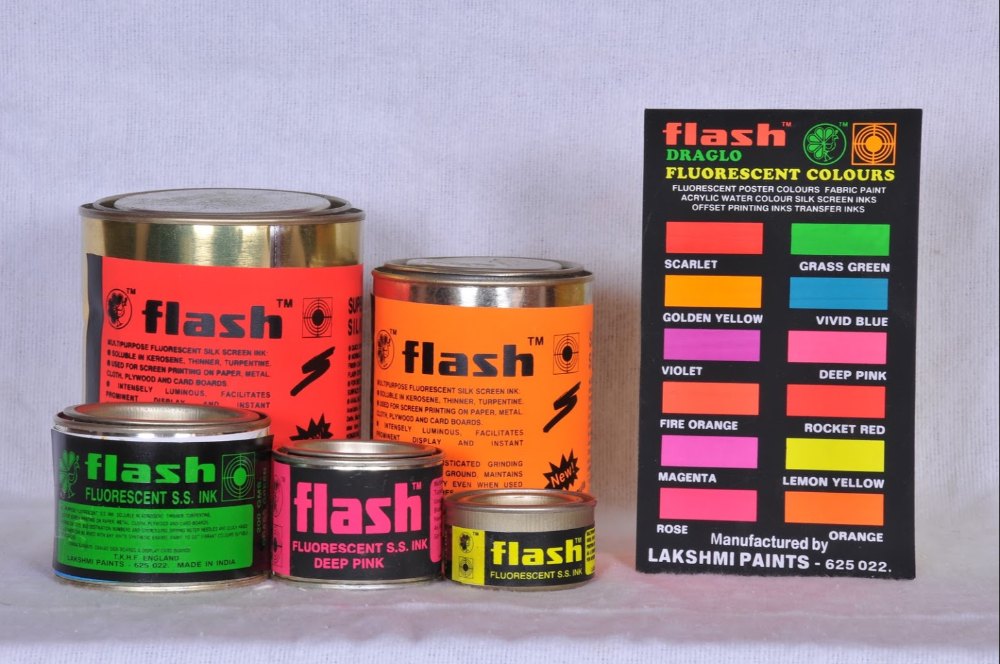 flash™
MULTIPURPOSE FLUORESCENT SILK SCREEN INK.
SOLUBLE IN KEROSENE, THINNER, TURPENTINE.
USED FOR SCREEN PRINTING ON PAPER, METAL
CLOTH, PLYWOOD AND CARD BOARDS.
INTENSELY LUMINOUS, FACILITATES
PROMINENT DISPLAY AND INSTANT
flash™
MULTIPURPOSE FLUORESCENT SILK SCREEN INK.
SOLUBLE IN KEROSENE, THINNER, TURPENTINE.
USED FOR SCREEN PRINTING ON PAPER, METAL
CLOTH, PLYWOOD AND CARD BOARDS.
INTENSELY LUMINOUS, FACILITATES
PROMINENT DISPLAY AND INSTANT
GRINDING
GROUND, MAINTAINS
EVEN WHEN USED
New!
flash
FLUORESCENT S.S. INK
T.K.H.F. ENGLAND
LAKSHMI PAINTS - 625 022. MADE IN INDIA
flash™
FLUORESCENT S.S. INK
DEEP PINK
flash™
FLUORESCENT S.S. INK
flash™
DRAGLO
FLUORESCENT COLOURS
FLUORESCENT POSTER COLOURS FABRIC PAINT
ACRYLIC WATER COLOUR SILK SCREEN INKS
OFFSET PRINTING INKS TRANSFER INKS
SCARLET GRASS GREEN
GOLDEN YELLOW VIVID BLUE
VIOLET DEEP PINK
FIRE ORANGE ROCKET RED
MAGENTA LEMON YELLOW
ROSE ORANGE
Manufactured by
LAKSHMI PAINTS - 625 022.